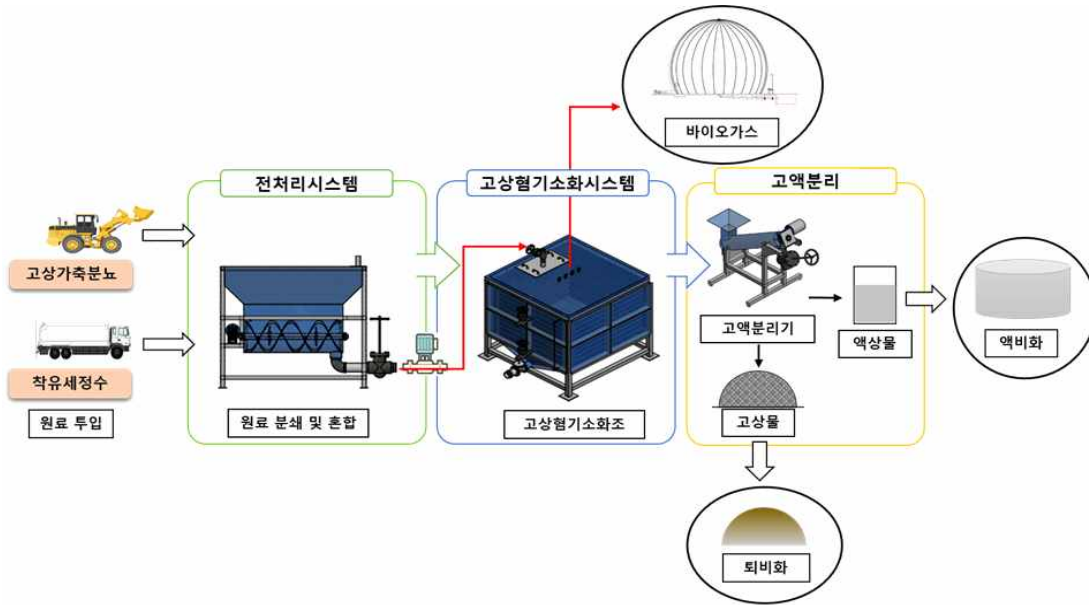 바이오가스
전처리시스템
고상혐기소화시스템
고액분리
고상가축분뇨
착유세정수
원료 투입
원료 분쇄 및 혼합
고상혐기소화조
고액분리기
액상물
액비화
고상물
퇴비화